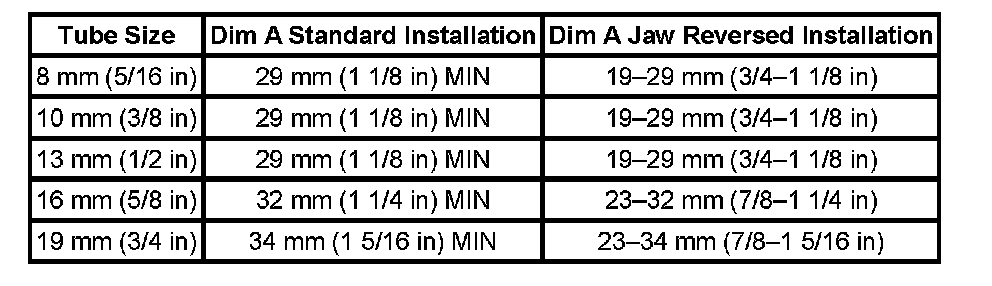 Tube Size Dim A Standard Installation Dim A Jaw Reversed Installation
8 mm (5/16 in) 29 mm (1 1/8 in) MIN 19–29 mm (3/4–1 1/8 in)
10 mm (3/8 in) 29 mm (1 1/8 in) MIN 19–29 mm (3/4–1 1/8 in)
13 mm (1/2 in) 29 mm (1 1/8 in) MIN 19–29 mm (3/4–1 1/8 in)
16 mm (5/8 in) 32 mm (1 1/4 in) MIN 23–32 mm (7/8–1 1/4 in)
19 mm (3/4 in) 34 mm (1 5/16 in) MIN 23–34 mm (7/8–1 5/16 in)